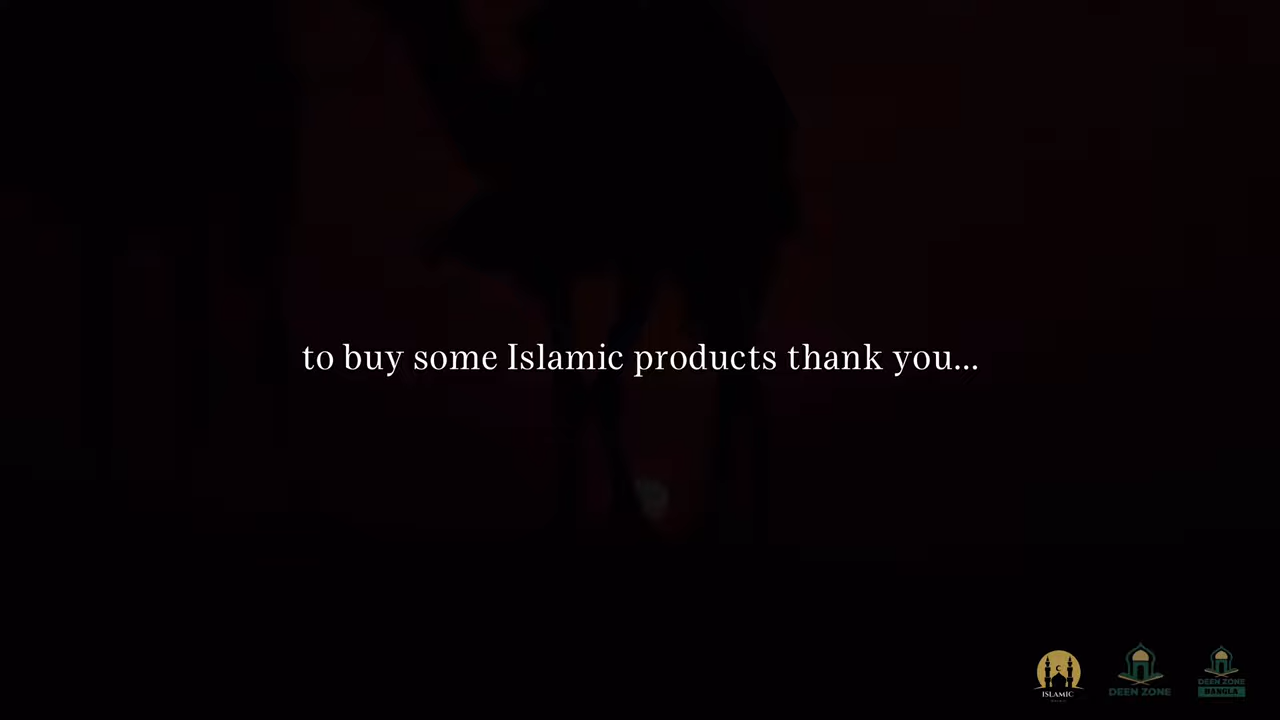 to buy some Islamic products thank you...
ISLAMIC
DEEN ZONE
DEEN ZONE
BANGLA